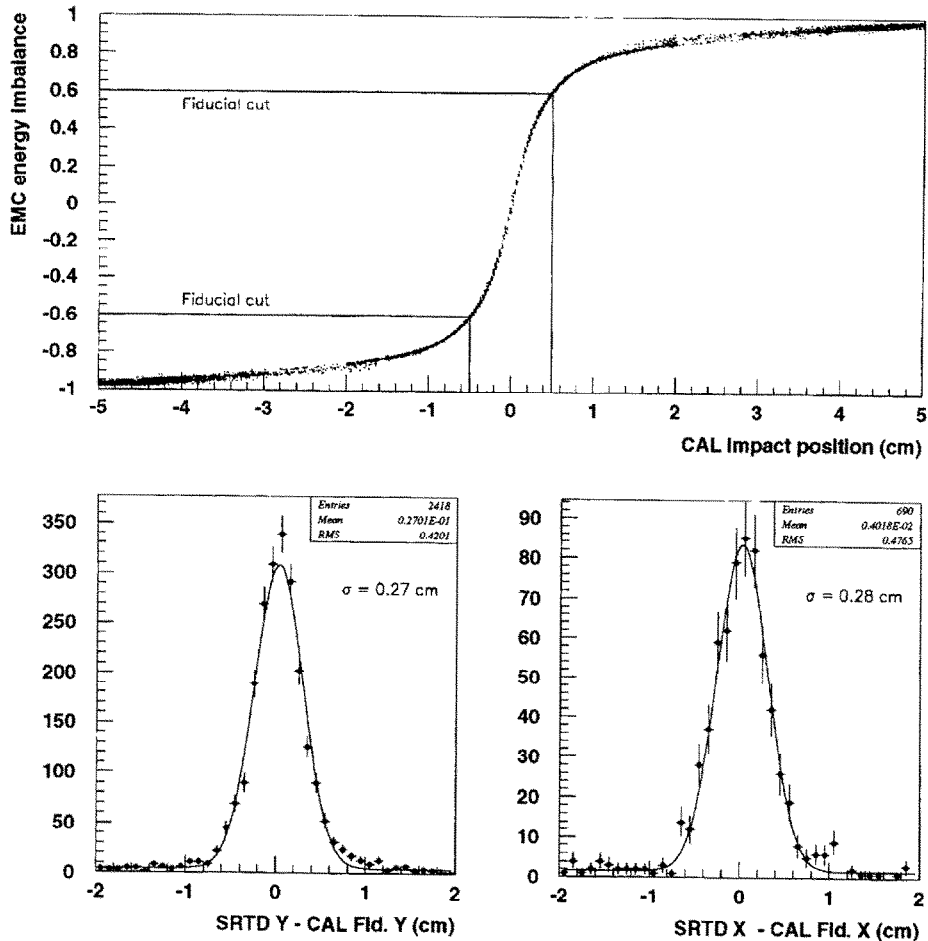 EMC energy imbalance
1
0.8
0.6
0.4
0.2
0
-0.2
-0.4
-0.6
-0.8
-1
Fiducial cut
Fiducial cut
-5 -4 -3 -2 -1 0 1 2 3 4 5
CAL impact position (cm)
350
300
250
200
150
100
50
0
Entries 2418
Mean 0.2701E-01
RMS 0.4201
σ = 0.27 cm
-2 -1 0 1 2
SRTD Y - CAL Fid. Y (cm)
90
80
70
60
50
40
30
20
10
0
Entries 690
Mean 0.4018E-02
RMS 0.4765
σ = 0.28 cm
-2 -1 0 1 2
SRTD X - CAL Fid. X (cm)